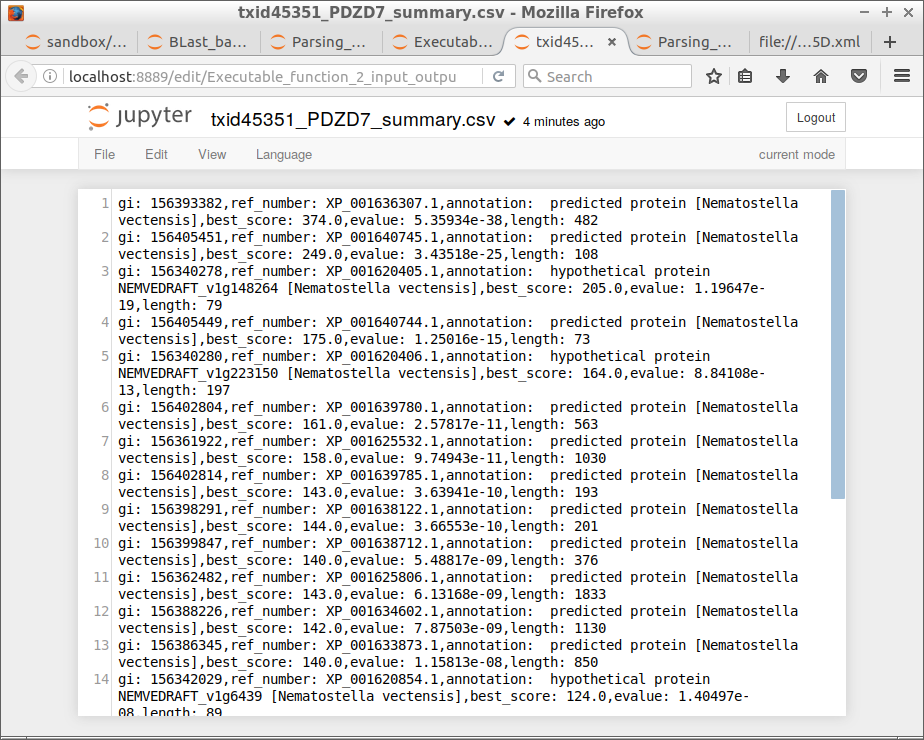 txid45351_PDZD7_summary.csv - Mozilla Firefox
sandbox/... BLast_ba... Parsing_... Executab... txid45... Parsing_... file://...5D.xml
localhost:8889/edit/Executable_function_2_input_outpu Search
jupyter txid45351_PDZD7_summary.csv 4 minutes ago Logout
File Edit View Language current mode
1 gi: 156393382,ref_number: XP_001636307.1,annotation:  predicted protein [Nematostella
vectensis],best_score: 374.0,evalue: 5.35934e-38,length: 482
2 gi: 156405451,ref_number: XP_001640745.1,annotation:  predicted protein [Nematostella
vectensis],best_score: 249.0,evalue: 3.43518e-25,length: 108
3 gi: 156340278,ref_number: XP_001620405.1,annotation:  hypothetical protein
NEMVEDRAFT_v1g148264 [Nematostella vectensis],best_score: 205.0,evalue: 1.19647e-
19,length: 79
4 gi: 156405449,ref_number: XP_001640744.1,annotation:  predicted protein [Nematostella
vectensis],best_score: 175.0,evalue: 1.25016e-15,length: 73
5 gi: 156340280,ref_number: XP_001620406.1,annotation:  hypothetical protein
NEMVEDRAFT_v1g223150 [Nematostella vectensis],best_score: 164.0,evalue: 8.84108e-
13,length: 197
6 gi: 156402804,ref_number: XP_001639780.1,annotation:  predicted protein [Nematostella
vectensis],best_score: 161.0,evalue: 2.57817e-11,length: 563
7 gi: 156361922,ref_number: XP_001625532.1,annotation:  predicted protein [Nematostella
vectensis],best_score: 158.0,evalue: 9.74943e-11,length: 1030
8 gi: 156402814,ref_number: XP_001639785.1,annotation:  predicted protein [Nematostella
vectensis],best_score: 143.0,evalue: 3.63941e-10,length: 193
9 gi: 156398291,ref_number: XP_001638122.1,annotation:  predicted protein [Nematostella
vectensis],best_score: 144.0,evalue: 3.66553e-10,length: 201
10 gi: 156399847,ref_number: XP_001638712.1,annotation:  predicted protein [Nematostella
vectensis],best_score: 140.0,evalue: 5.48817e-09,length: 376
11 gi: 156362482,ref_number: XP_001625806.1,annotation:  predicted protein [Nematostella
vectensis],best_score: 143.0,evalue: 6.13168e-09,length: 1833
12 gi: 156388226,ref_number: XP_001634602.1,annotation:  predicted protein [Nematostella
vectensis],best_score: 142.0,evalue: 7.87503e-09,length: 1130
13 gi: 156386345,ref_number: XP_001633873.1,annotation:  predicted protein [Nematostella
vectensis],best_score: 140.0,evalue: 1.15813e-08,length: 850
14 gi: 156342029,ref_number: XP_001620854.1,annotation:  hypothetical protein
NEMVEDRAFT_v1g6439 [Nematostella vectensis],best_score: 124.0,evalue: 1.40497e-
08,length: 89